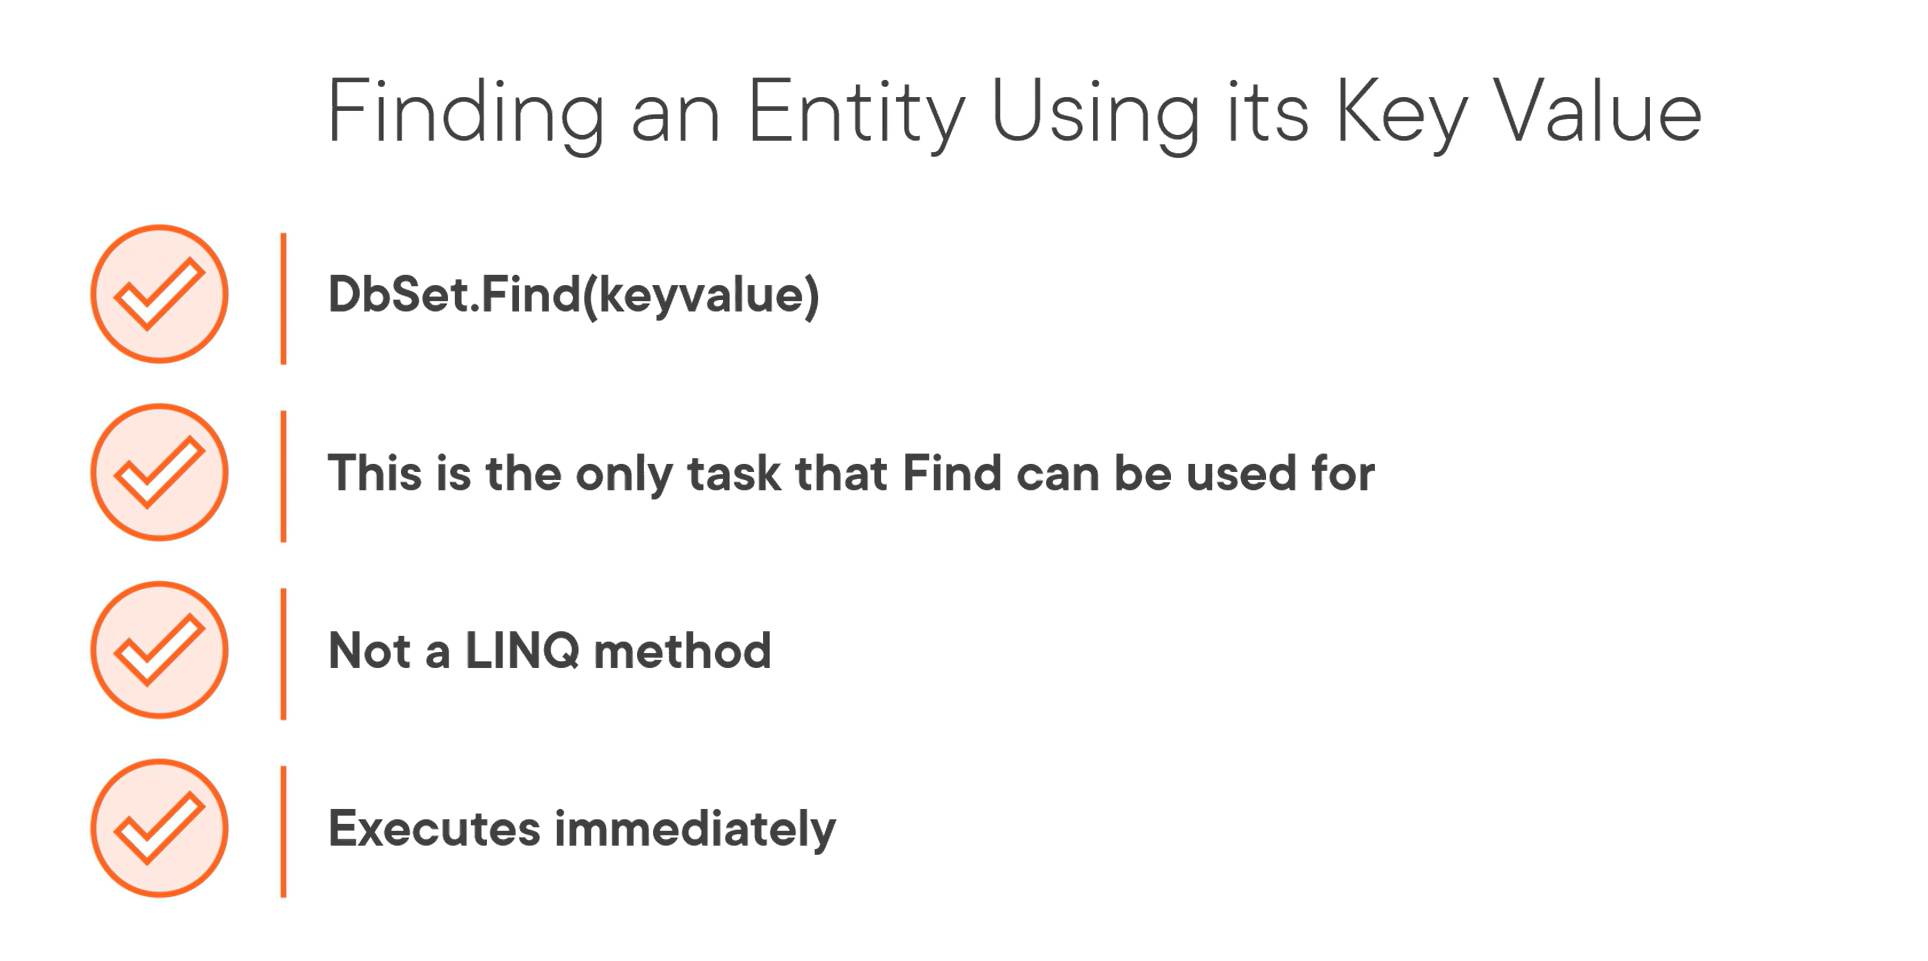 Finding an Entity Using its Key Value
DbSet.Find(keyvalue)
This is the only task that Find can be used for
Not a LINQ method
Executes immediately